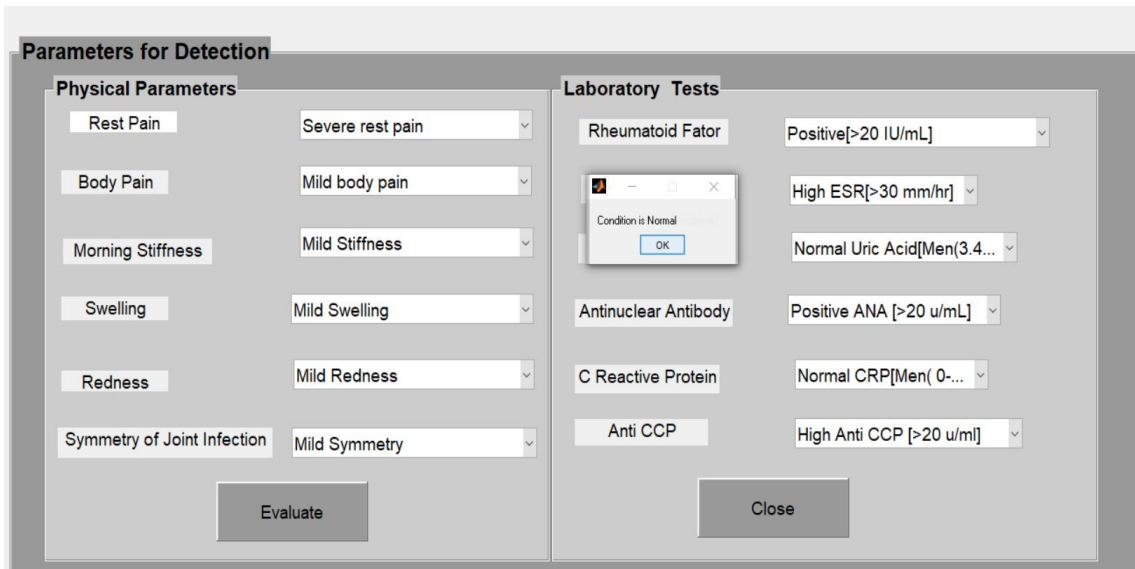 Parameters for Detection
Physical Parameters
Rest Pain
Severe rest pain
Body Pain
Mild body pain
Morning Stiffness
Mild Stiffness
Swelling
Mild Swelling
Redness
Mild Redness
Symmetry of Joint Infection
Mild Symmetry
Evaluate
Laboratory Tests
Rheumatoid Fator
Positive[>20 IU/mL]
High ESR[>30 mm/hr]
Condition is Normal
OK
Normal Uric Acid[Men(3.4...
Antinuclear Antibody
Positive ANA [>20 u/mL]
C Reactive Protein
Normal CRP[Men( 0-...
Anti CCP
High Anti CCP [>20 u/ml]
Close